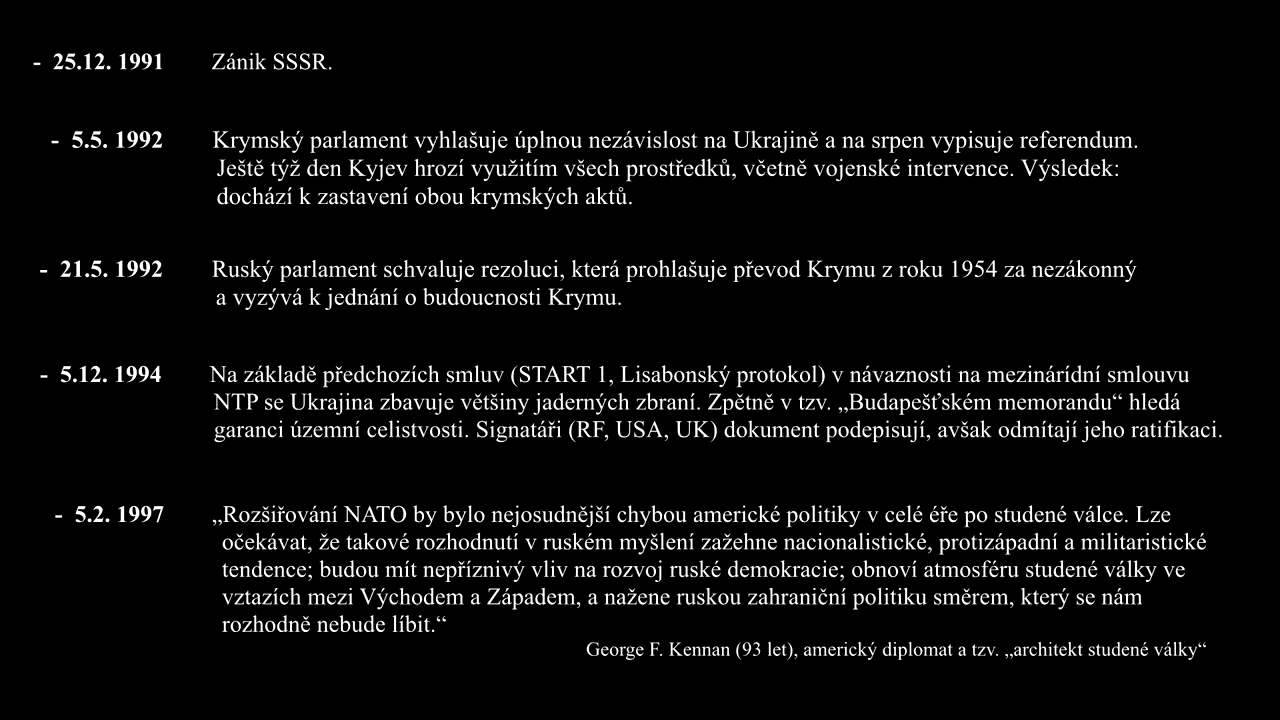 - 25.12. 1991 Zánik SSSR.
- 5.5. 1992 Krymský parlament vyhlašuje úplnou nezávislost na Ukrajině a na srpen vypisuje referendum.
Ještě týž den Kyjev hrozí využitím všech prostředků, včetně vojenské intervence. Výsledek:
dochází k zastavení obou krymských aktů.
- 21.5. 1992 Ruský parlament schvaluje rezoluci, která prohlašuje převod Krymu z roku 1954 za nezákonný
a vyzývá k jednání o budoucnosti Krymu.
- 5.12. 1994 Na základě předchozích smluv (START 1, Lisabonský protokol) v návaznosti na mezinárídní smlouvu
NTP se Ukrajina zbavuje většiny jaderných zbraní. Zpětně v tzv. „Budapešťském memorandu“ hledá
garanci územní celistvosti. Signatáři (RF, USA, UK) dokument podepisují, avšak odmítají jeho ratifikaci.
- 5.2. 1997 „Rozšiřování NATO by bylo nejosudnější chybou americké politiky v celé éře po studené válce. Lze
očekávat, že takové rozhodnutí v ruském myšlení zažehne nacionalistické, protizápadní a militaristické
tendence; budou mít nepříznivý vliv na rozvoj ruské demokracie; obnoví atmosféru studené války ve
vztazích mezi Východem a Západem, a nažene ruskou zahraniční politiku směrem, který se nám
rozhodně nebude líbit.“
George F. Kennan (93 let), americký diplomat a tzv. „architekt studené války“